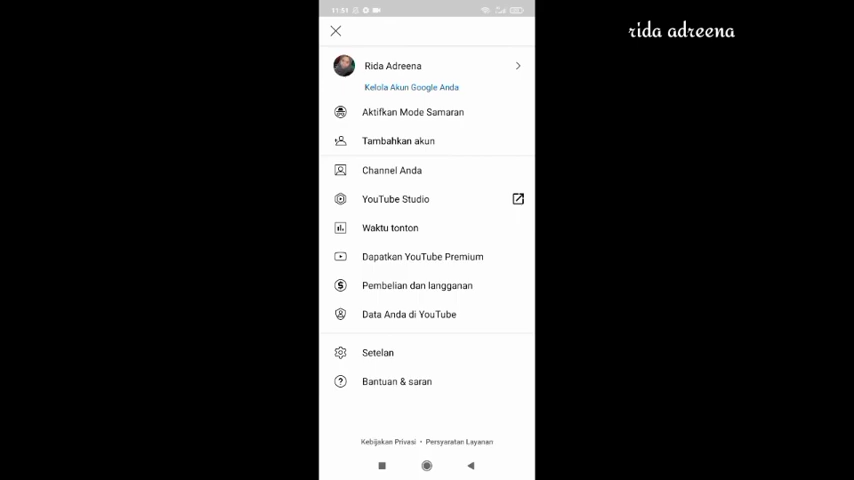 11:51
rida adreena
Rida Adreena
Kelola Akun Google Anda
Aktifkan Mode Samaran
Tambahkan akun
Channel Anda
YouTube Studio
Waktu tonton
Dapatkan YouTube Premium
Pembelian dan langganan
Data Anda di YouTube
Setelan
Bantuan & saran
Kebijakan Privasi • Persyaratan Layanan